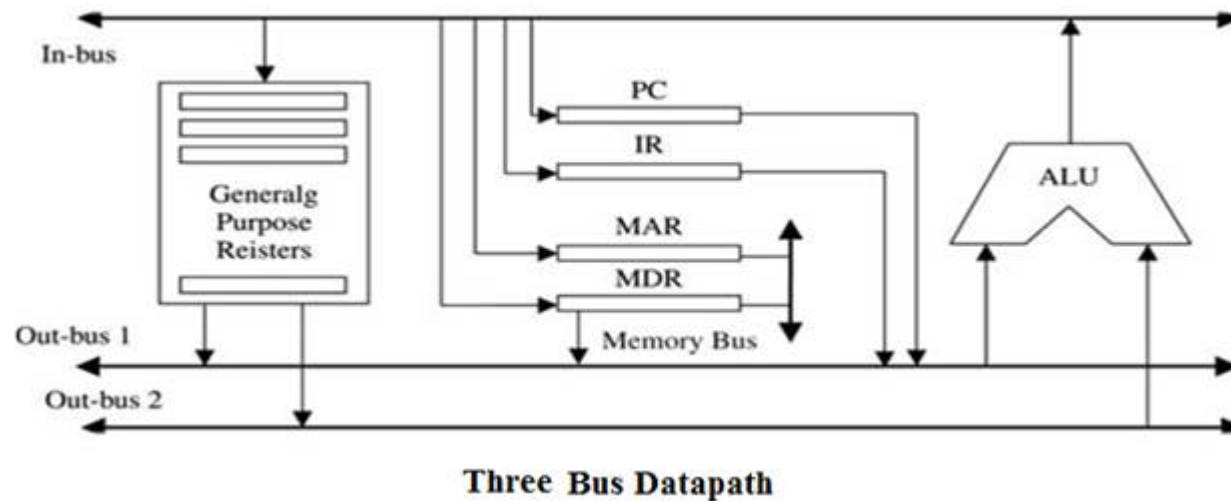 In-bus
PC
IR
ALU
Generalg
Purpose
Reisters
MAR
MDR
Out-bus 1
Memory Bus
Out-bus 2
Three Bus Datapath